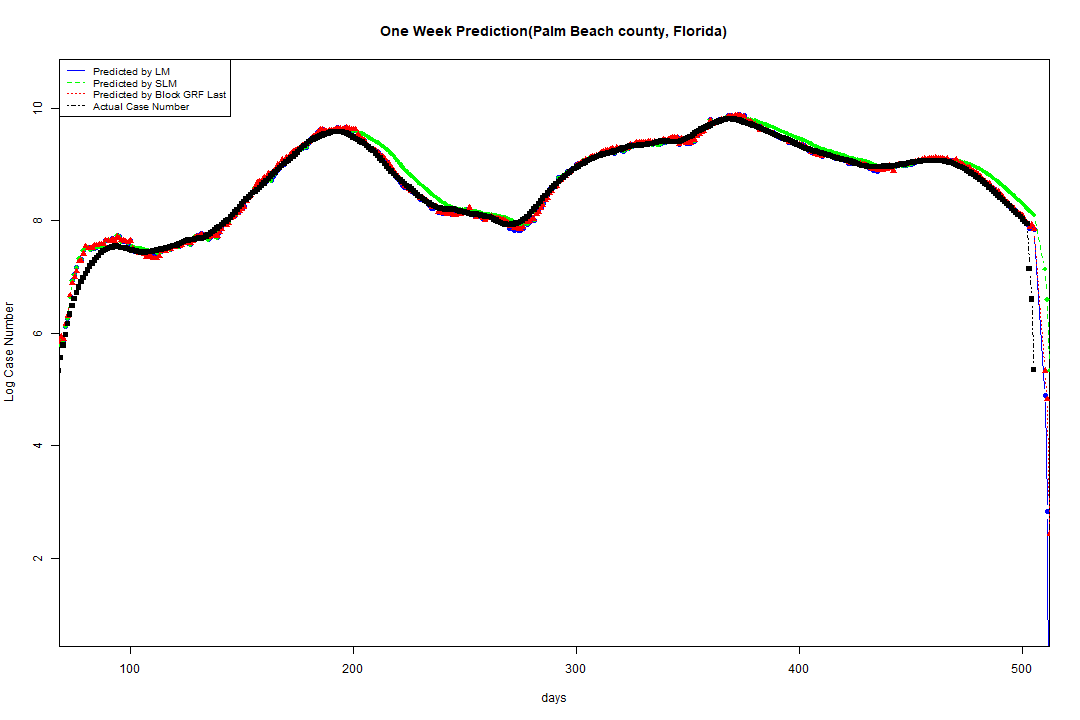 One Week Prediction(Palm Beach county, Florida)
Predicted by LM
Predicted by SLM
Predicted by Block GRF Last
Actual Case Number
10
8
6
4
2
Log Case Number
100 200 300 400 500
days